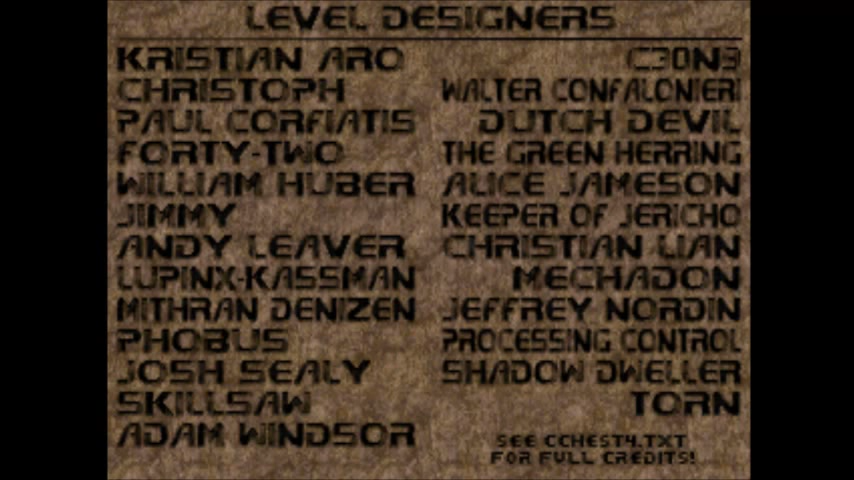 LEVEL DESIGNERS
KRISTIAN ARO
CHRISTOPH
PAUL CORFIATIS
FORTY-TWO
WILLIAM HUBER
JIMMY
ANDY LEAVER
LUPINX-KASSMAN
MITHRAN DENIZEN
PHOBUS
JOSH SEALY
SKILLSAW
ADAM WINDSOR
C30N9
WALTER CONFALONIERI
DUTCH DEVIL
THE GREEN HERRING
ALICE JAMESON
KEEPER OF JERICHO
CHRISTIAN LIAN
MECHADON
JEFFREY NORDIN
PROCESSING CONTROL
SHADOW DWELLER
TORN
SEE CCHEST4.TXT
FOR FULL CREDITS!